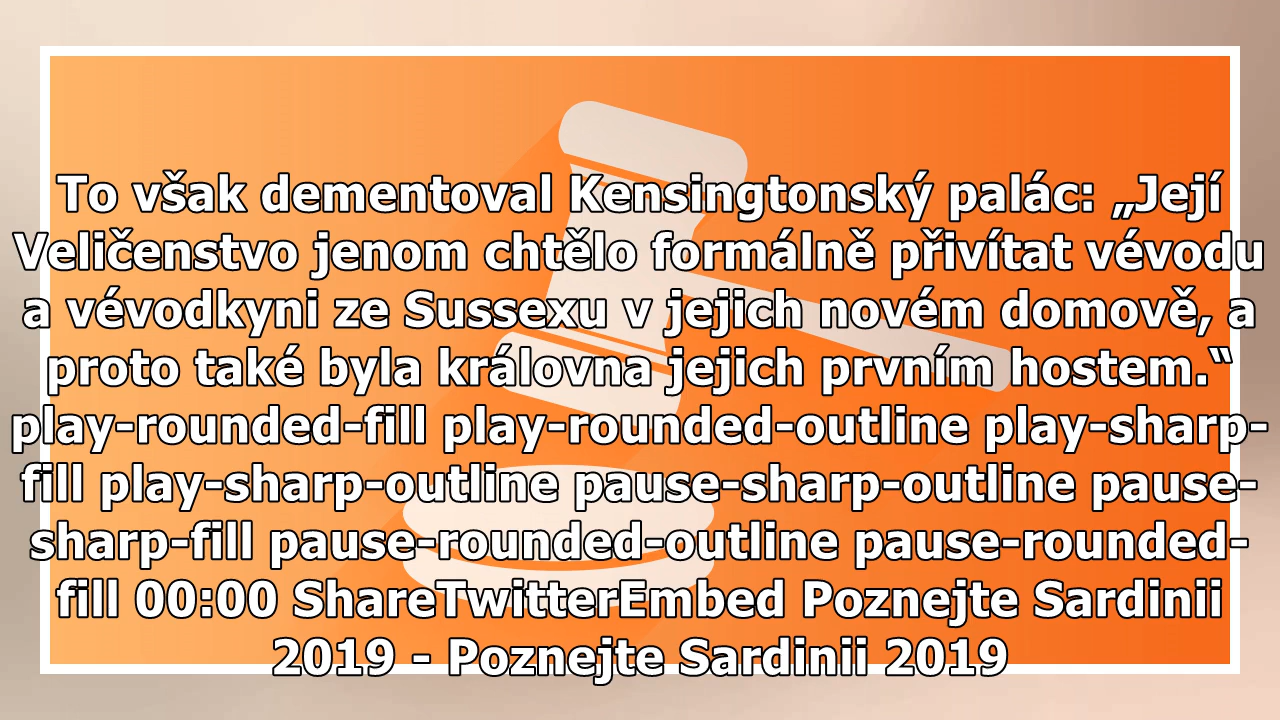 To však dementoval Kensingtonský palác: „Její
Veličenstvo jenom chtělo formálně přivítat vévodu
a vévodkyni ze Sussexu v jejich novém domově, a
proto také byla královna jejich prvním hostem.“
play-rounded-fill play-rounded-outline play-sharp-
fill play-sharp-outline pause-sharp-outline pause-
sharp-fill pause-rounded-outline pause-rounded-
fill 00:00 ShareTwitterEmbed Poznejte Sardinii
2019 - Poznejte Sardinii 2019